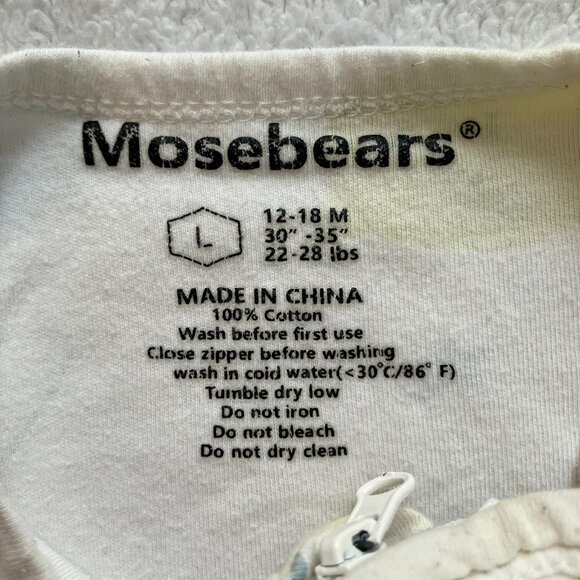 Mosebears®
L
12-18 M
30" -35"
22-28 lbs
MADE IN CHINA
100% Cotton
Wash before first use
Close zipper before washing
wash in cold water(<30°C/86° F)
Tumble dry low
Do not iron
Do not bleach
Do not dry clean